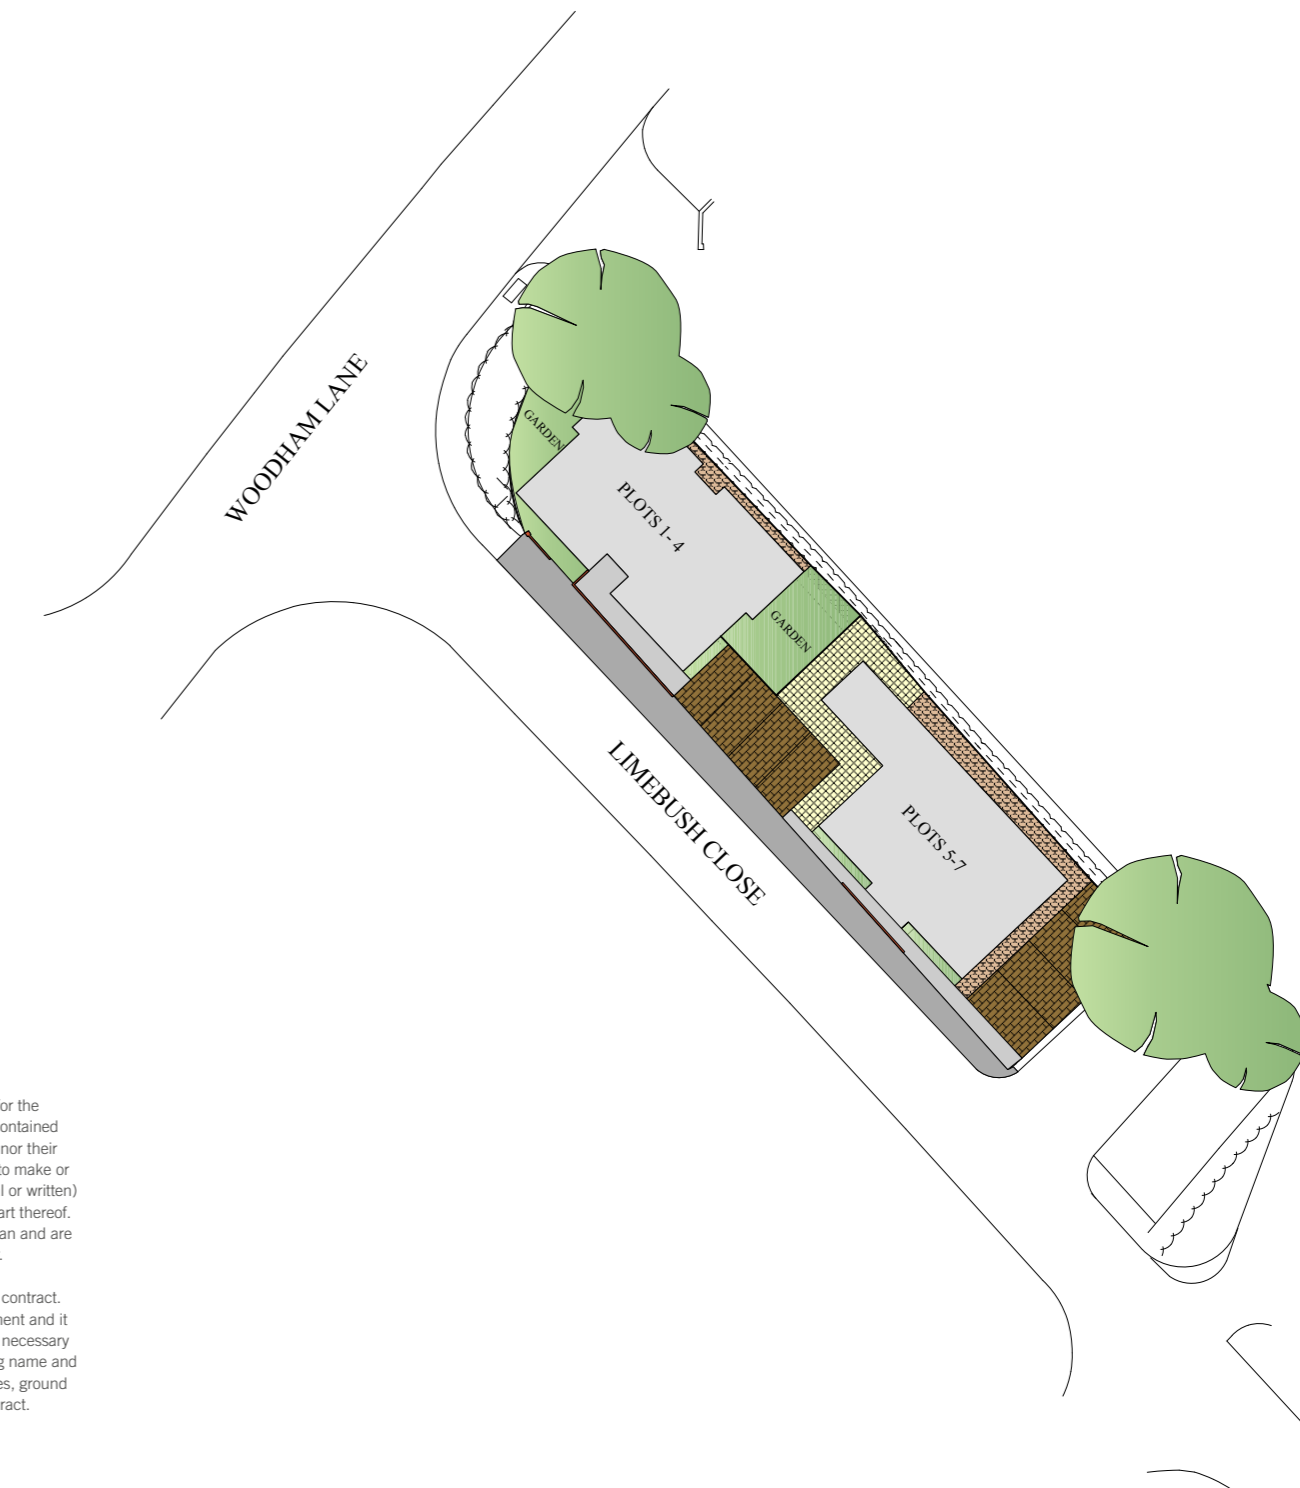 WOODHAM LANE
GARDEN
PLOTS 1- 4
GARDEN
LIMEBUSH CLOSE
PLOTS 5-7
or the
ontained
nor their
to make or
l or written)
art thereof.
an and are
.
contract.
nent and it
necessary
g name and
es, ground
ract.